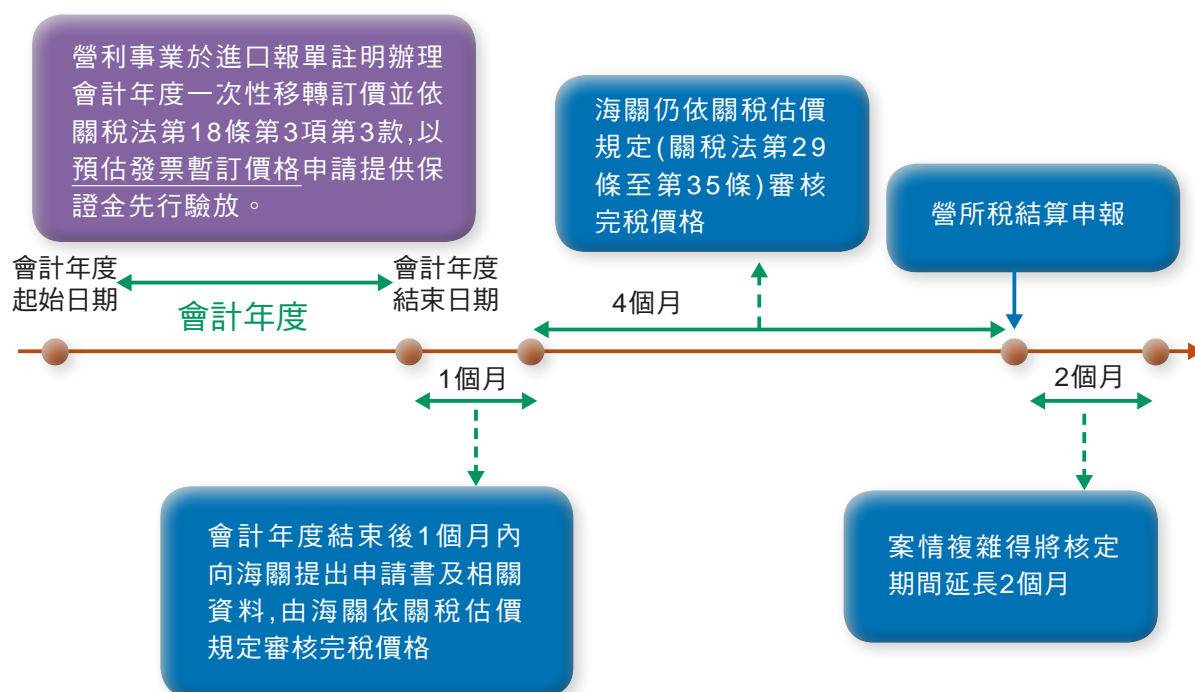 營利事業於進口報單註明辦理
會計年度一次性移轉訂價並依
關稅法第18條第3項第3款,以
預估發票暫訂價格申請提供保
證金先行驗放。
海關仍依關稅估價
規定(關稅法第29
條至第35條)審核
完稅價格
營所稅結算申報
會計年度
起始日期
會計年度
會計年度
結束日期
4個月
1個月
2個月
會計年度結束後1個月內
向海關提出申請書及相關
資料,由海關依關稅估價
規定審核完稅價格
案情複雜得將核定
期間延長2個月